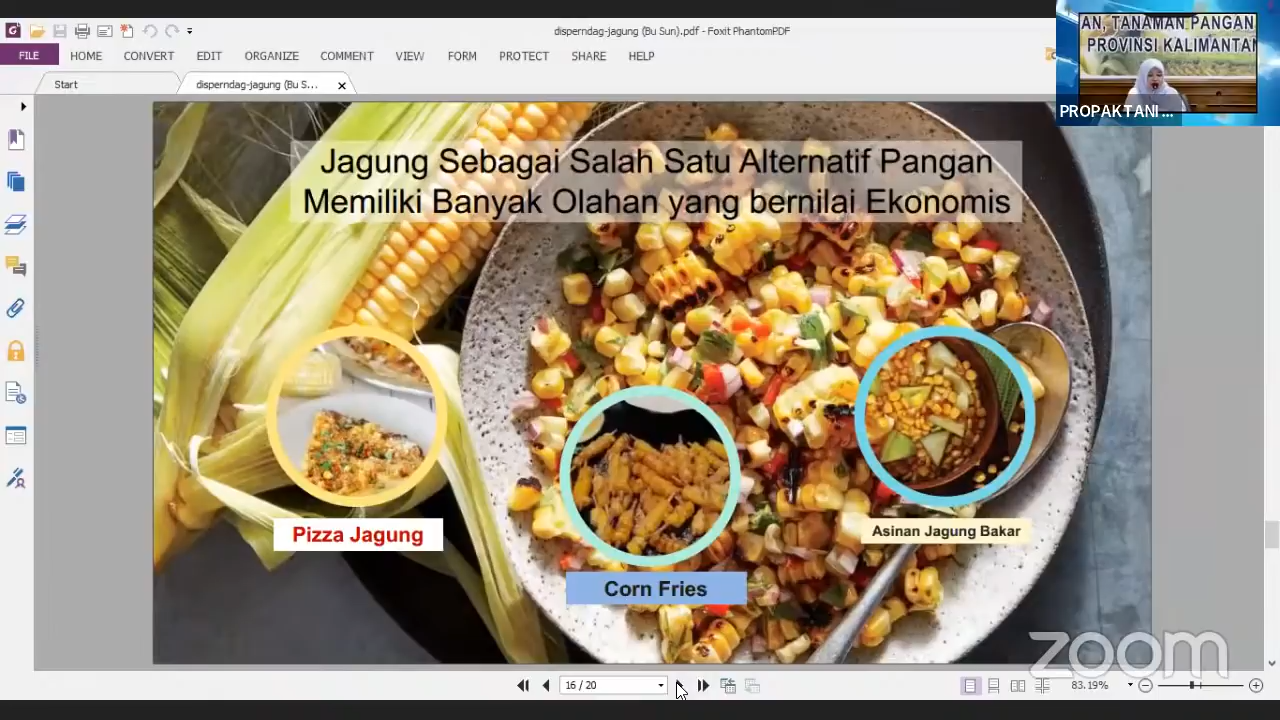 disperndag-jagung (Bu Sun).pdf - Foxit PhantomPDF
FILE HOME CONVERT EDIT ORGANIZE COMMENT VIEW FORM PROTECT SHARE HELP
Start disperndag-jagung (Bu S...
AN, TANAMAN PANGAN
PROVINSI KALIMANTAN
PROPAKTANI ...
Jagung Sebagai Salah Satu Alternatif Pangan
Memiliki Banyak Olahan yang bernilai Ekonomis
Pizza Jagung
Asinan Jagung Bakar
Corn Fries
zoom
16 / 20
83.19%